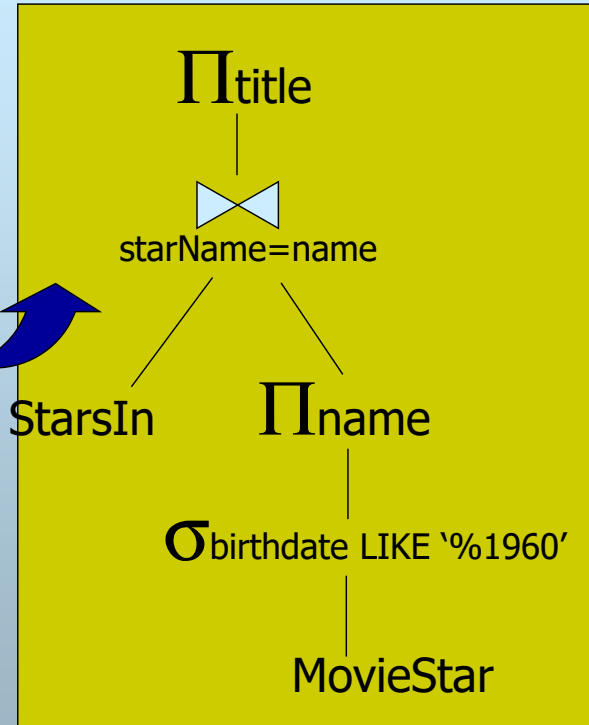 Πtitle
starName=name
StarsIn Πname
σbirthdate LIKE ‘%1960’
MovieStar